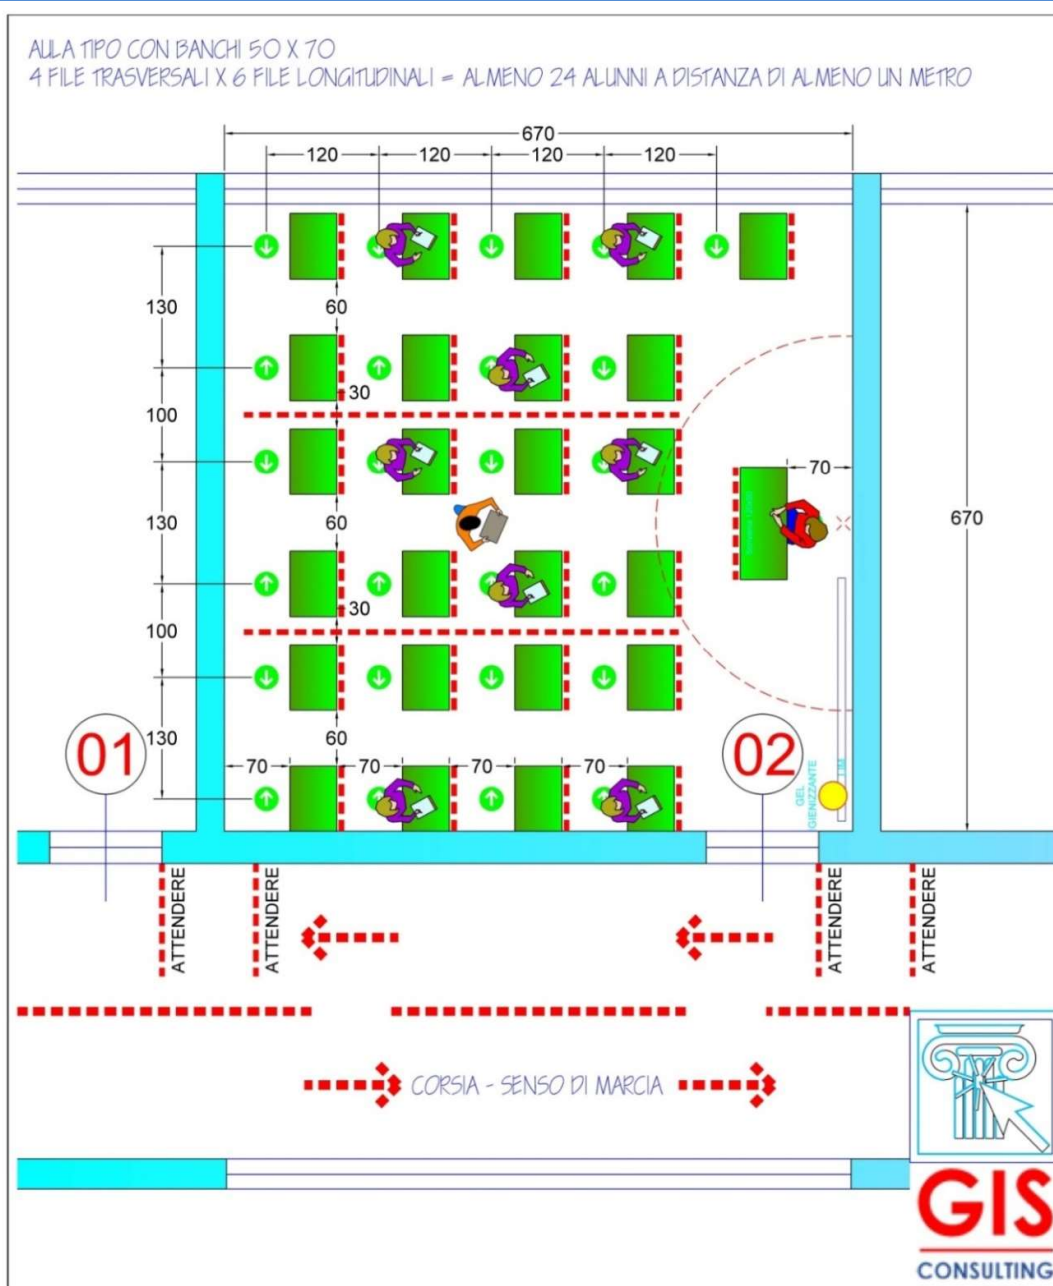 AULA TIPO CON BANCHI 50 X 70
4 FILE TRASVERSALI X 6 FILE LONGITUDINALI = ALMENO 24 ALUNNI A DISTANZA DI ALMENO UN METRO
670
120 120 120 120
130
60
30
100
70
130
60
670
30
100
130
60
01
02
70 70 70 70
GEL
GIENIZZANTE
LIM
ATTENDERE
ATTENDERE
ATTENDERE
ATTENDERE
CORSIA - SENSO DI MARCIA
GIS
CONSULTING